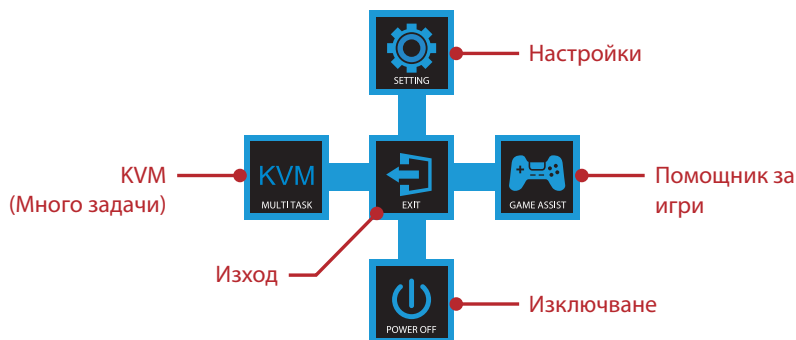 SETTING
Настройки
KVM
(Много задачи)
KVM
MULTI TASK
EXIT
GAME ASSIST
Помощник за
игри
Изход
POWER OFF
Изключване